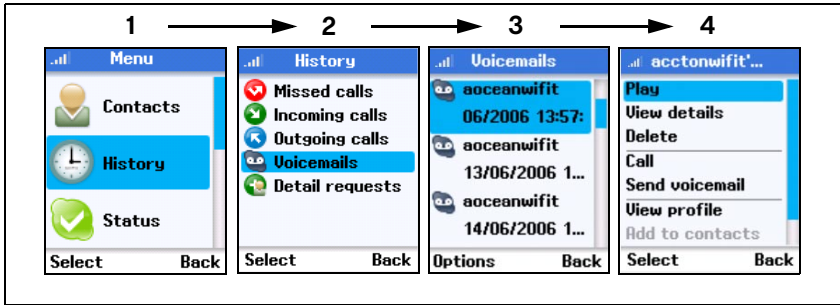 1 2 3 4
Menu
Contacts
History
Status
Select Back
History
Missed calls
Incoming calls
Outgoing calls
Voicemails
Detail requests
Select Back
Voicemails
aoceanwifit
06/2006 13:57:
aoceanwifit
13/06/2006 1...
aoceanwifit
14/06/2006 1...
Options Back
acctonwifit'...
Play
View details
Delete
Call
Send voicemail
View profile
Add to contacts
Select Back